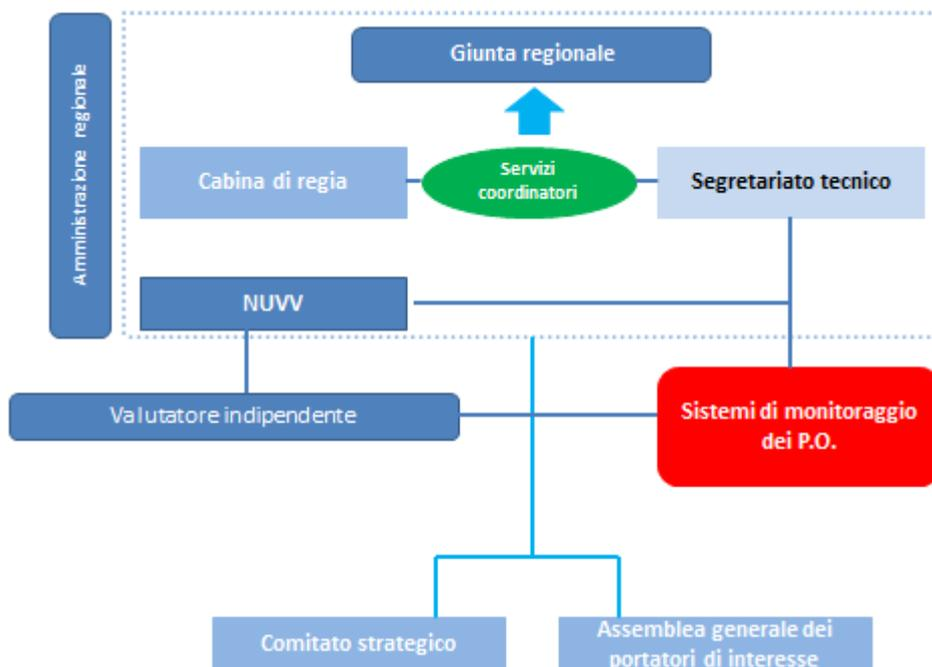 Amministrazione regionale
Giunta regionale
Cabina di regia
Servizi
coordinatori
Segretariato tecnico
NUVV
Valutatore indipendente
Sistemi di monitoraggio
dei P.O.
Comitato strategico
Assemblea generale dei
portatori di interesse